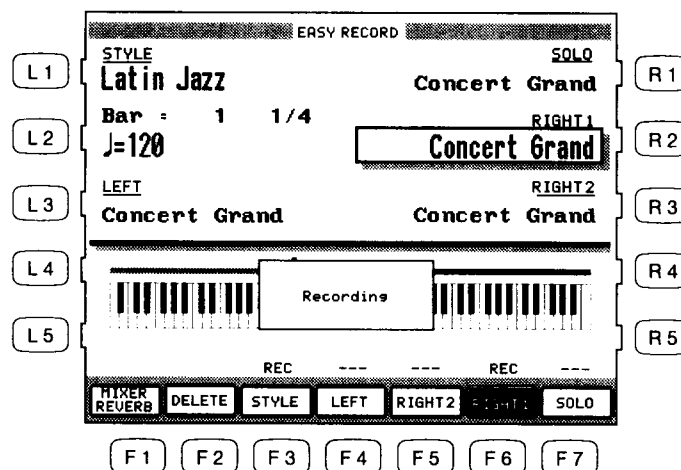 EASY RECORD
STYLE SOLO
L1 Latin Jazz Concert Grand R1
Bar : 1 1/4 RIGHT1
L2 ♩=120 Concert Grand R2
LEFT RIGHT2
L3 Concert Grand Concert Grand R3
L4 R4
Recording
L5 R5
REC --- --- REC ---
MIXER REVERB DELETE STYLE LEFT RIGHT2 RIGHT1 SOLO
F1 F2 F3 F4 F5 F6 F7